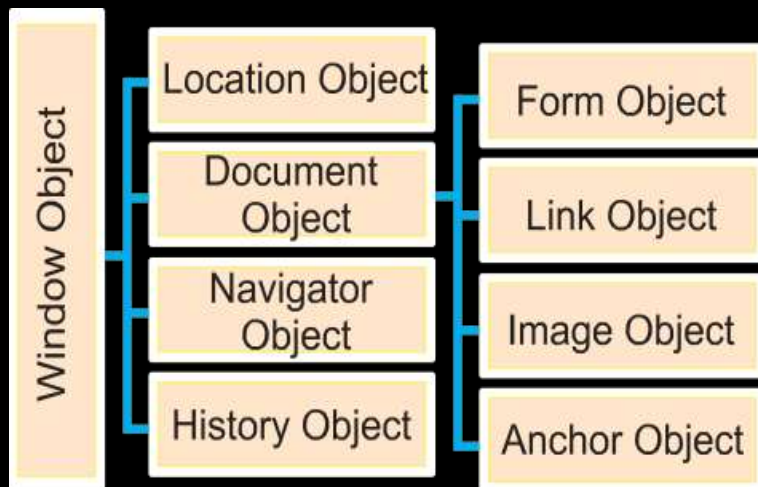 Window Object
Location Object
Document
Object
Navigator
Object
History Object
Form Object
Link Object
Image Object
Anchor Object